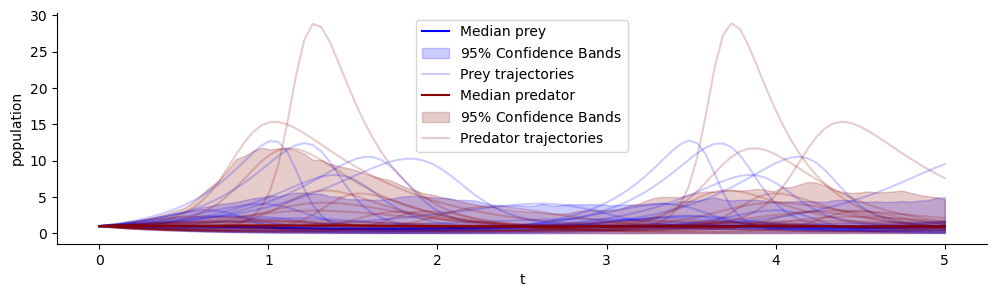 30
25
20
15
10
5
0
population
Median prey
95% Confidence Bands
Prey trajectories
Median predator
95% Confidence Bands
Predator trajectories
0 1 2 3 4 5
t